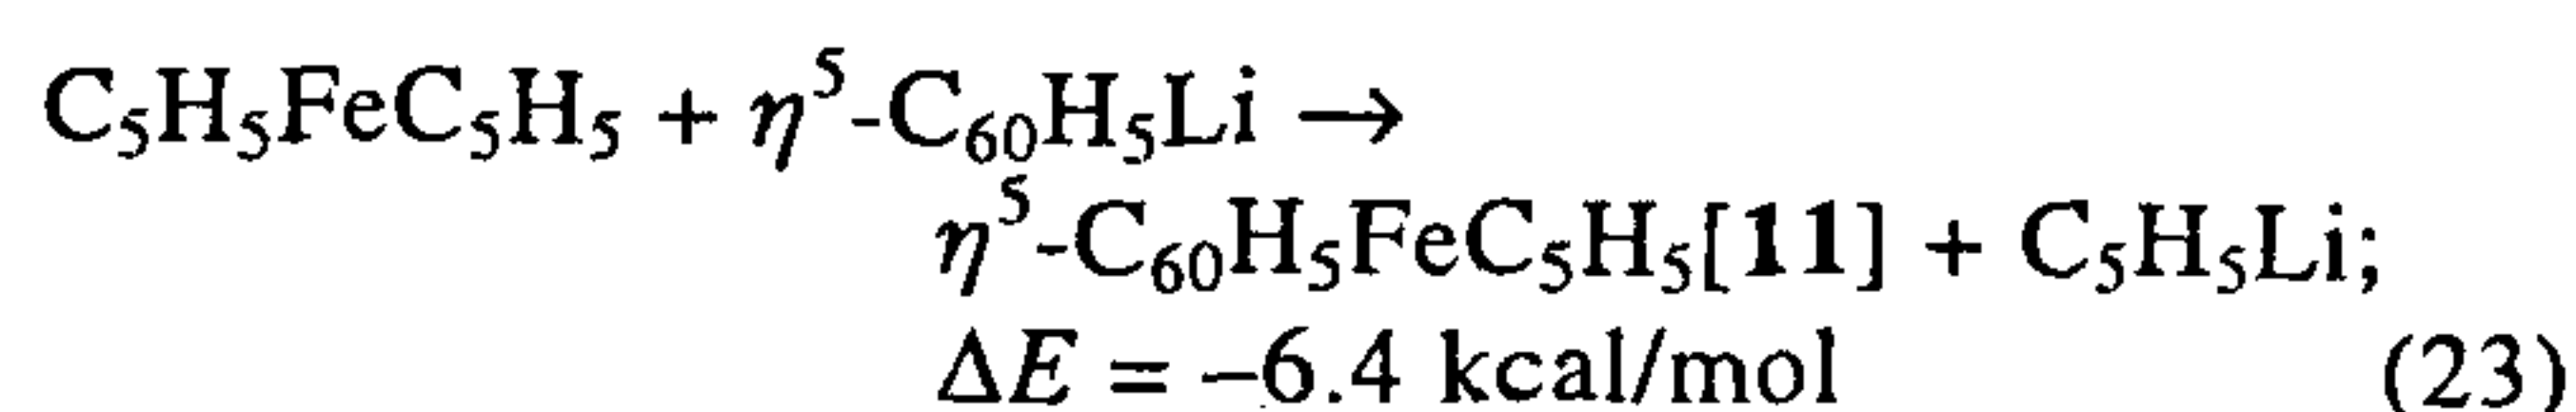 C₅H₅FeC₅H₅ + η⁵-C₆₀H₅Li →
η⁵-C₆₀H₅FeC₅H₅[11] + C₅H₅Li;
ΔE = –6.4 kcal/mol (23)